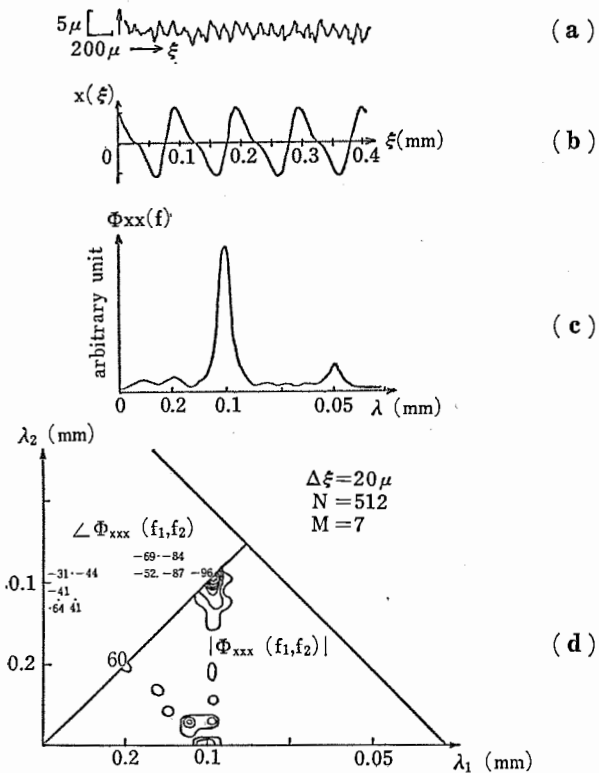 5μ
200μ → ξ
(a)
x(ξ)
0 0.1 0.2 0.3 0.4 ξ(mm)
(b)
Φxx(f)
arbitrary unit
(c)
0 0.2 0.1 0.05 λ (mm)
λ₂ (mm)
Δξ=20μ
N=512
M=7
∠Φxxx (f₁,f₂)
-69 -84
-31 -44 -52 -87 -96
0.1
-41
-64 41
|Φxxx (f₁,f₂)|
(d)
60
0.2
0.2 0.1 0.05 λ₁ (mm)